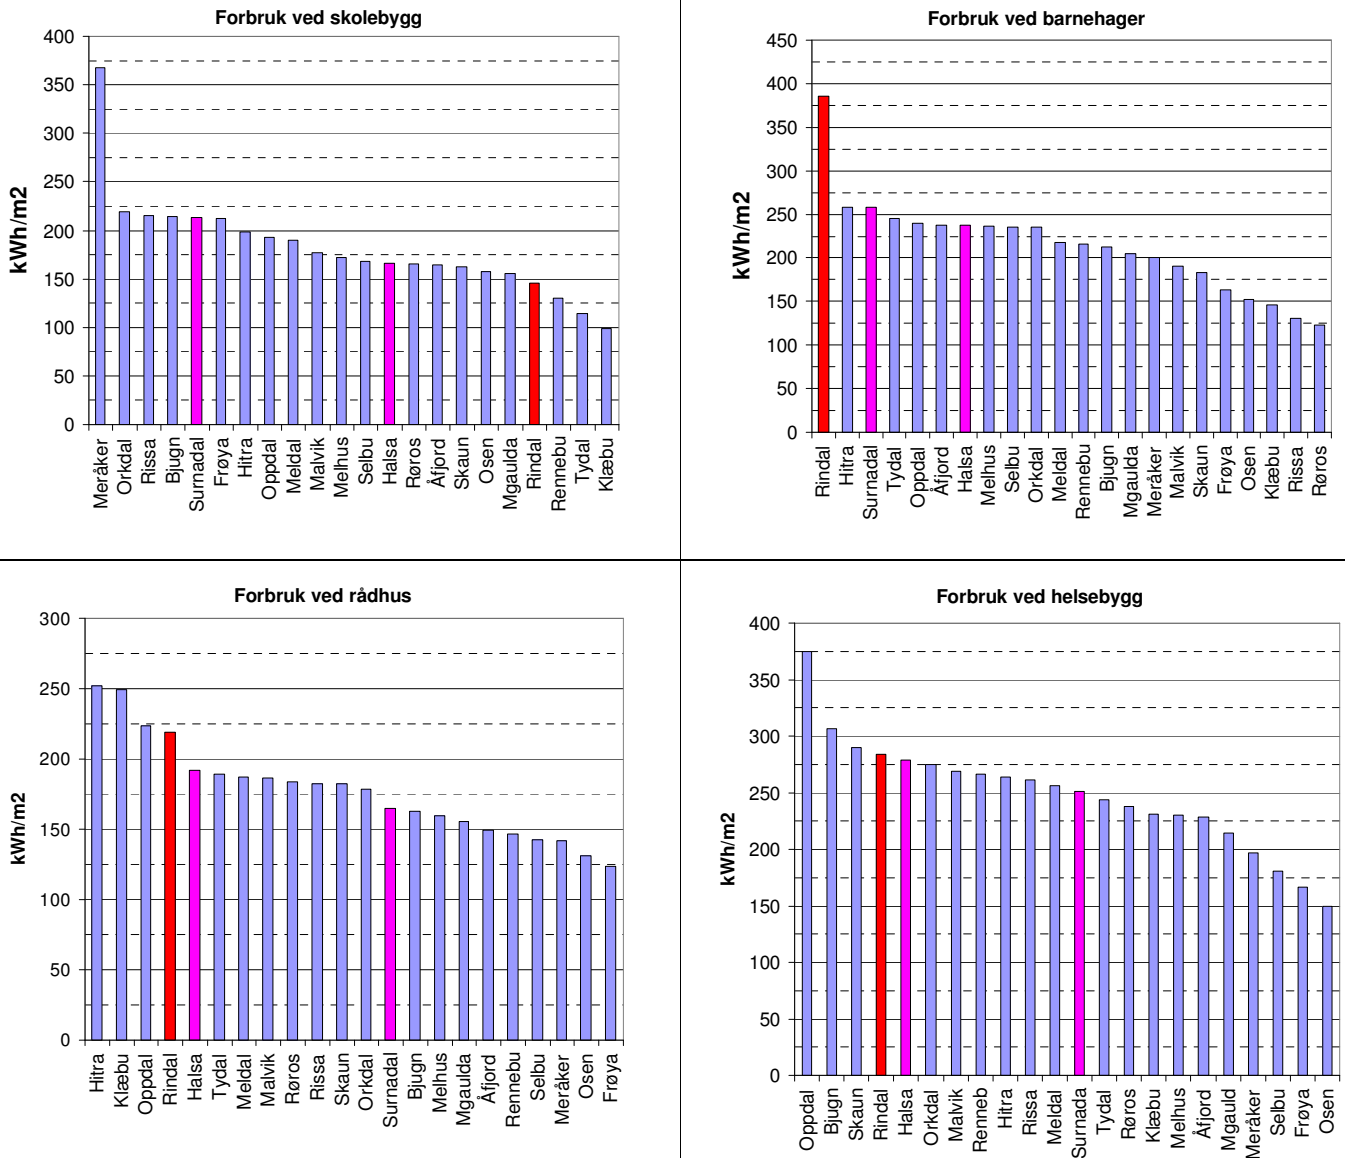 Forbruk ved skolebygg
kWh/m2
400
350
300
250
200
150
100
50
0
Meråker
Orkdal
Rissa
Bjugn
Surnadal
Frøya
Hitra
Oppdal
Meldal
Malvik
Melhus
Selbu
Halsa
Røros
Åfjord
Skaun
Osen
Mgaulda
Rindal
Rennebu
Tydal
Klæbu
Forbruk ved barnehager
kWh/m2
450
400
350
300
250
200
150
100
50
0
Rindal
Hitra
Surnadal
Tydal
Oppdal
Åfjord
Halsa
Melhus
Selbu
Orkdal
Meldal
Rennebu
Bjugn
Mgaulda
Meråker
Malvik
Skaun
Frøya
Osen
Klæbu
Rissa
Røros
Forbruk ved rådhus
kWh/m2
300
250
200
150
100
50
0
Hitra
Klæbu
Oppdal
Rindal
Halsa
Tydal
Meldal
Malvik
Røros
Rissa
Skaun
Orkdal
Surnadal
Bjugn
Melhus
Mgaulda
Åfjord
Rennebu
Selbu
Meråker
Osen
Frøya
Forbruk ved helsebygg
kWh/m2
400
350
300
250
200
150
100
50
0
Oppdal
Bjugn
Skaun
Rindal
Halsa
Orkdal
Malvik
Renneb
Hitra
Rissa
Meldal
Surnada
Tydal
Røros
Klæbu
Melhus
Åfjord
Mgauld
Meråker
Selbu
Frøya
Osen